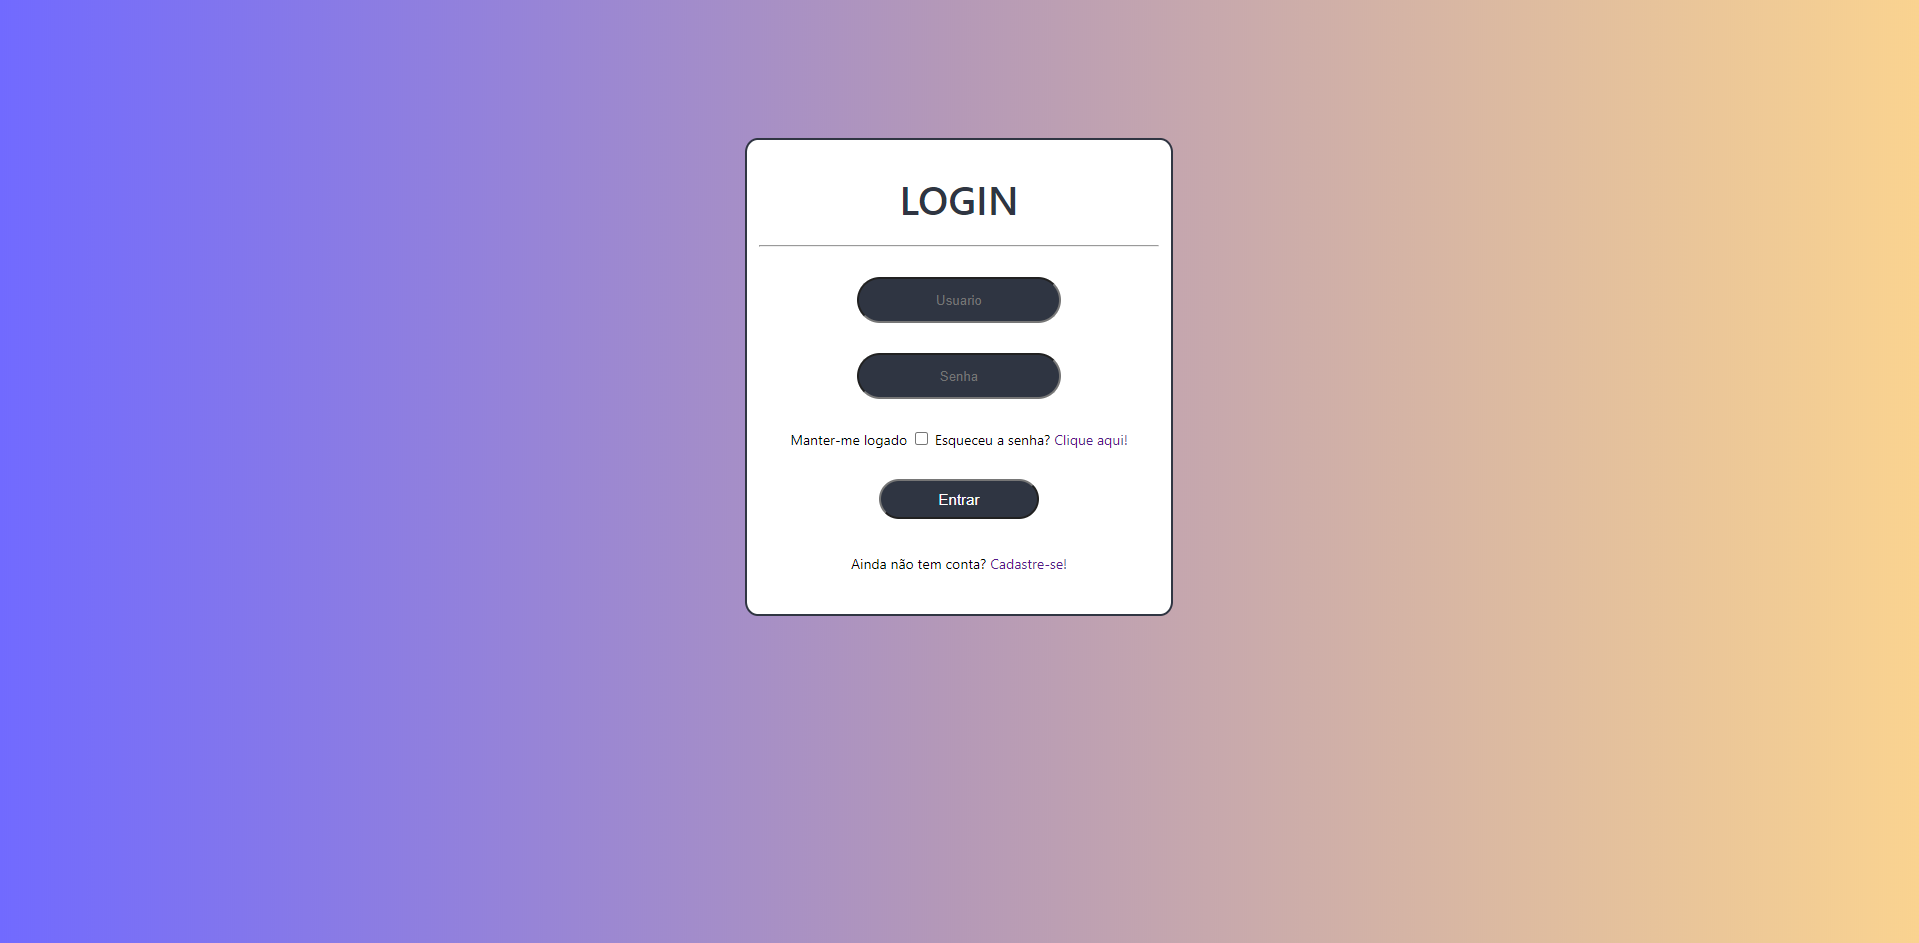 LOGIN
Usuario
Senha
Manter-me logado Esqueceu a senha? Clique aqui!
Entrar
Ainda não tem conta? Cadastre-se!